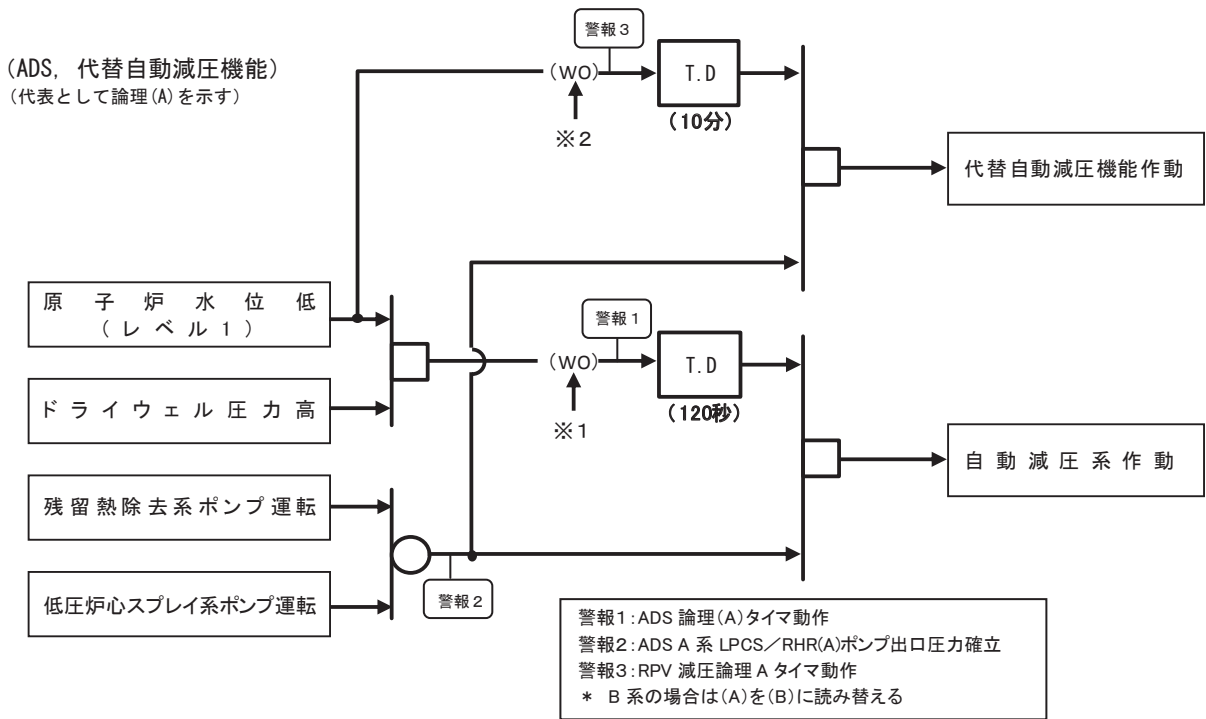 (ADS, 代替自動減圧機能)
(代表として論理(A)を示す)
警報3
(WO)
T.D
(10分)
※2
代替自動減圧機能作動
原子炉水位低
(レベル1)
警報1
(WO)
T.D
(120秒)
※1
ドライウェル圧力高
自動減圧系作動
残留熱除去系ポンプ運転
警報2
低圧炉心スプレイ系ポンプ運転
警報1:ADS 論理(A)タイマ動作
警報2:ADS A 系 LPCS/RHR(A)ポンプ出口圧力確立
警報3:RPV 減圧論理 A タイマ動作
* B 系の場合は(A)を(B)に読み替える